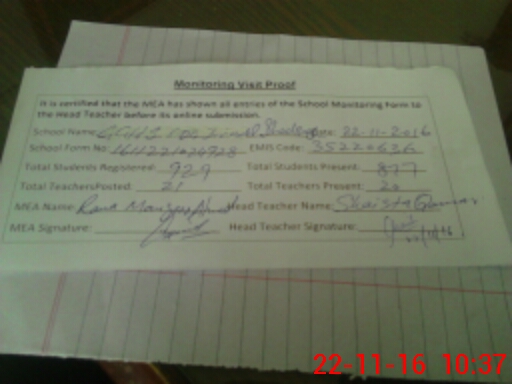 Monitoring Visit Proof
It is certified that the MEA has shown all entries of the School Monitoring Form to
the Head Teacher before its online submission.
School Name: Date: 22-11-2016
School Form No: EMIS Code: 35220626
Total Students Registered: 929 Total Students Present: 877
Total Teachers Posted: 21 Total Teachers Present: 20
MEA Name: Rana Head Teacher Name: Shaista
MEA Signature: Head Teacher Signature:
22-11-16 10:37